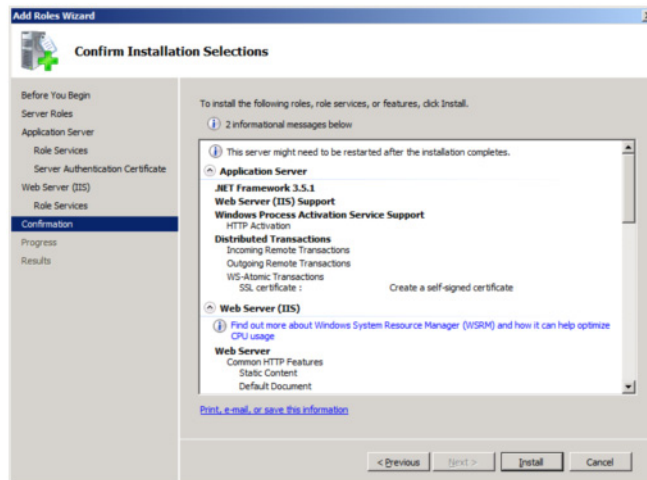 Add Roles Wizard
Confirm Installation Selections
Before You Begin
Server Roles
Application Server
Role Services
Server Authentication Certificate
Web Server (IIS)
Role Services
Confirmation
Progress
Results
To install the following roles, role services, or features, click Install.
2 informational messages below
This server might need to be restarted after the installation completes.
Application Server
.NET Framework 3.5.1
Web Server (IIS) Support
Windows Process Activation Service Support
HTTP Activation
Distributed Transactions
Incoming Remote Transactions
Outgoing Remote Transactions
WS-Atomic Transactions
SSL certificate : Create a self-signed certificate
Web Server (IIS)
Find out more about Windows System Resource Manager (WSRM) and how it can help optimize
CPU usage
Web Server
Common HTTP Features
Static Content
Default Document
Print, e-mail, or save this information
< Previous Next > Install Cancel